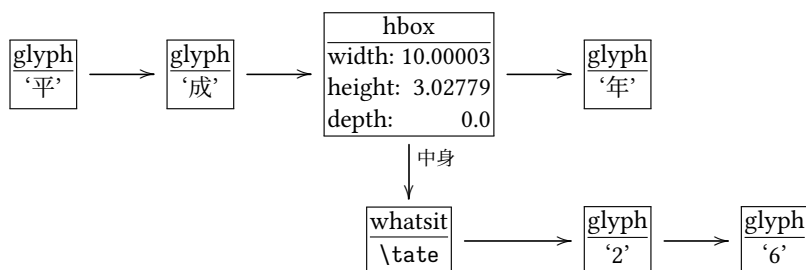 glyph
‘平’
glyph
‘成’
hbox
width: 10.00003
height: 3.02779
depth: 0.0
glyph
‘年’
中身
whatsit
\tate
glyph
‘2’
glyph
‘6’